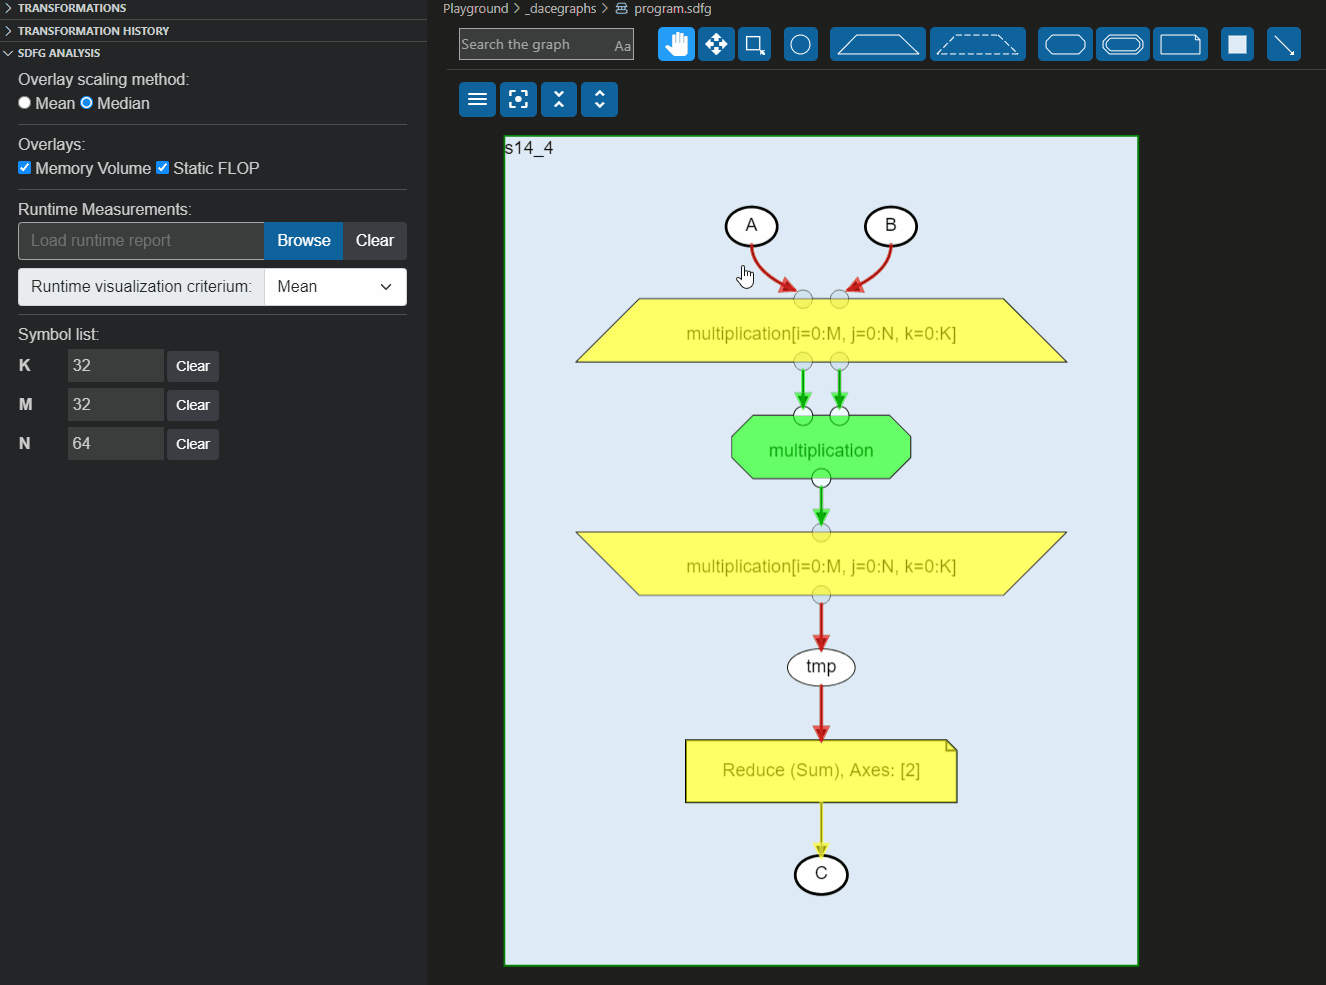 TRANSFORMATIONS
TRANSFORMATION HISTORY
SDFG ANALYSIS
Overlay scaling method:
Mean Median
Overlays:
Memory Volume Static FLOP
Runtime Measurements:
Load runtime report Browse Clear
Runtime visualization criterium: Mean
Symbol list:
K 32 Clear
M 32 Clear
N 64 Clear
Playground > _dacegraphs > program.sdfg
Search the graph Aa
s14_4
A B
multiplication[i=0:M, j=0:N, k=0:K]
multiplication
multiplication[i=0:M, j=0:N, k=0:K]
tmp
Reduce (Sum), Axes: [2]
C